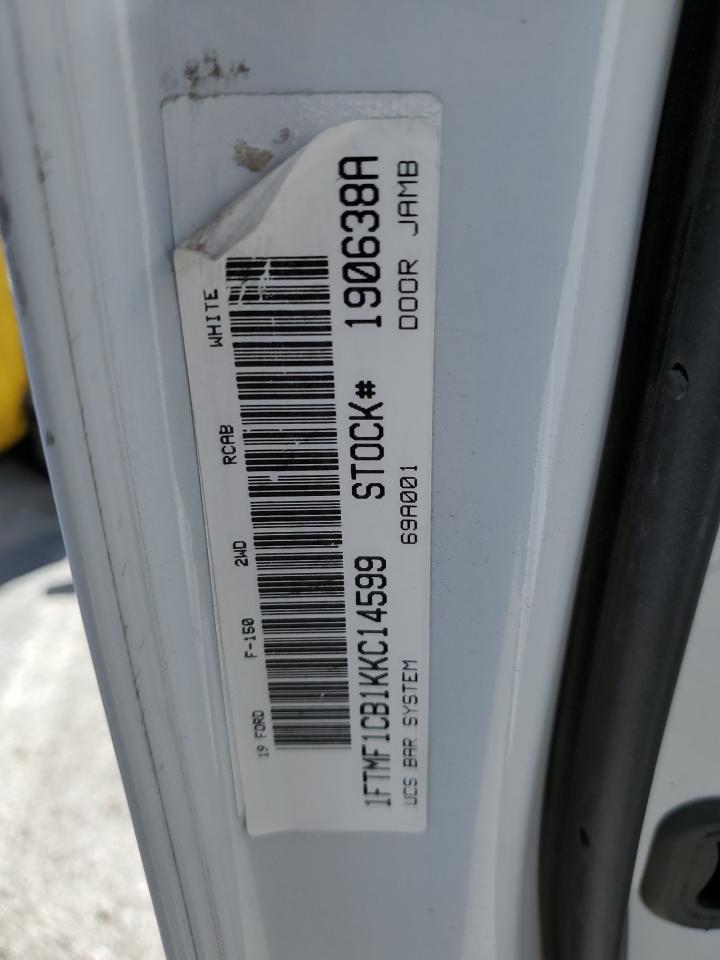 19 FORD F-150 2WD RCAB WHITE
1FTMF1CB1KKC14599 STOCK# 190638A
UCS BAR SYSTEM 69A001 DOOR JAMB